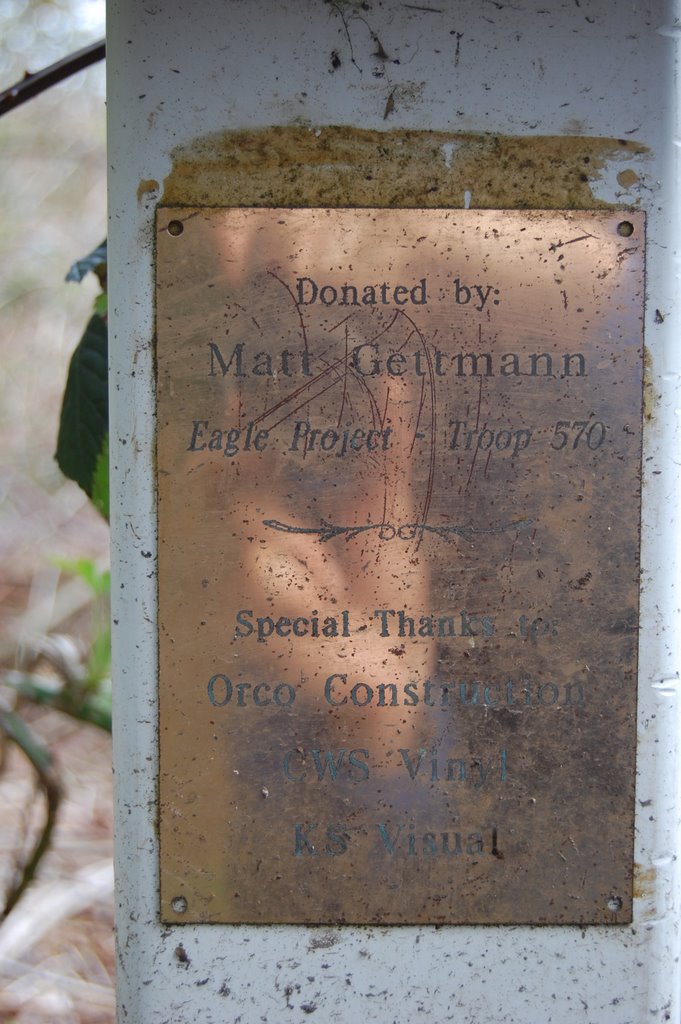 Donated by:
Matt Gettmann
Eagle Project - Troop 570
Special Thanks to:
Orco Construction
CWS Vinyl
KS Visual